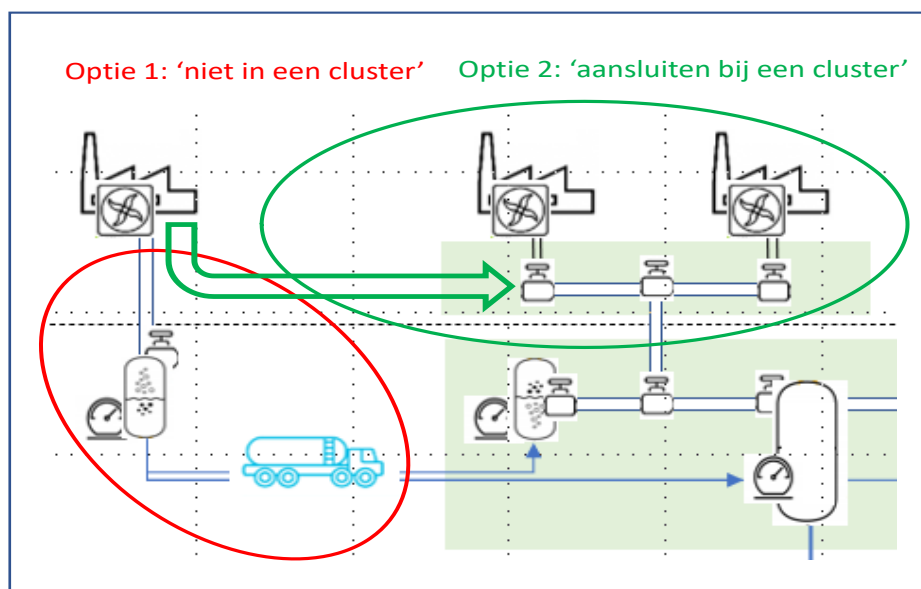 Optie 1: ‘niet in een cluster’
Optie 2: ‘aansluiten bij een cluster’